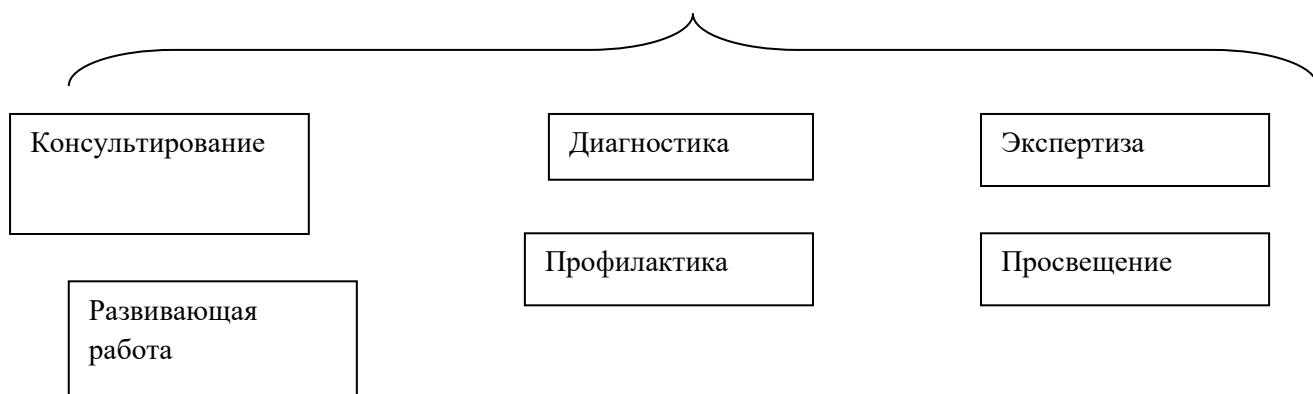 Консультирование
Диагностика
Экспертиза
Профилактика
Просвещение
Развивающая
работа